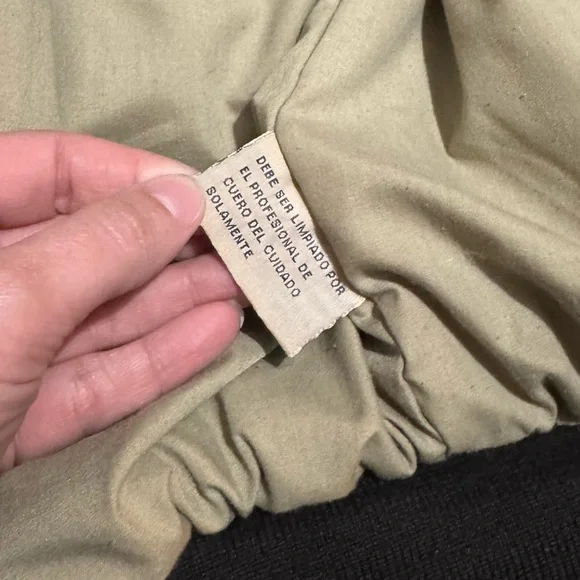 DEBE SER LIMPIADO POR
EL PROFESIONAL DE
CUERO DEL CUIDADO
SOLAMENTE